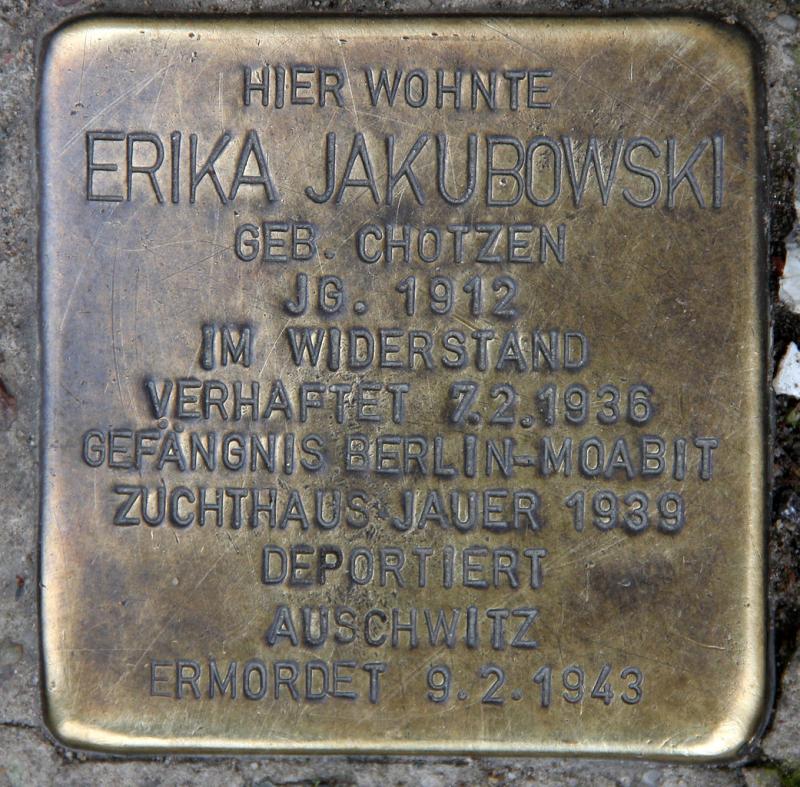 HIER WOHNTE
ERIKA JAKUBOWSKI
GEB. CHOTZEN
JG. 1912
IM WIDERSTAND
VERHAFTET 7.2.1936
GEFÄNGNIS BERLIN-MOABIT
ZUCHTHAUS JAUER 1939
DEPORTIERT
AUSCHWITZ
ERMORDET 9.2.1943